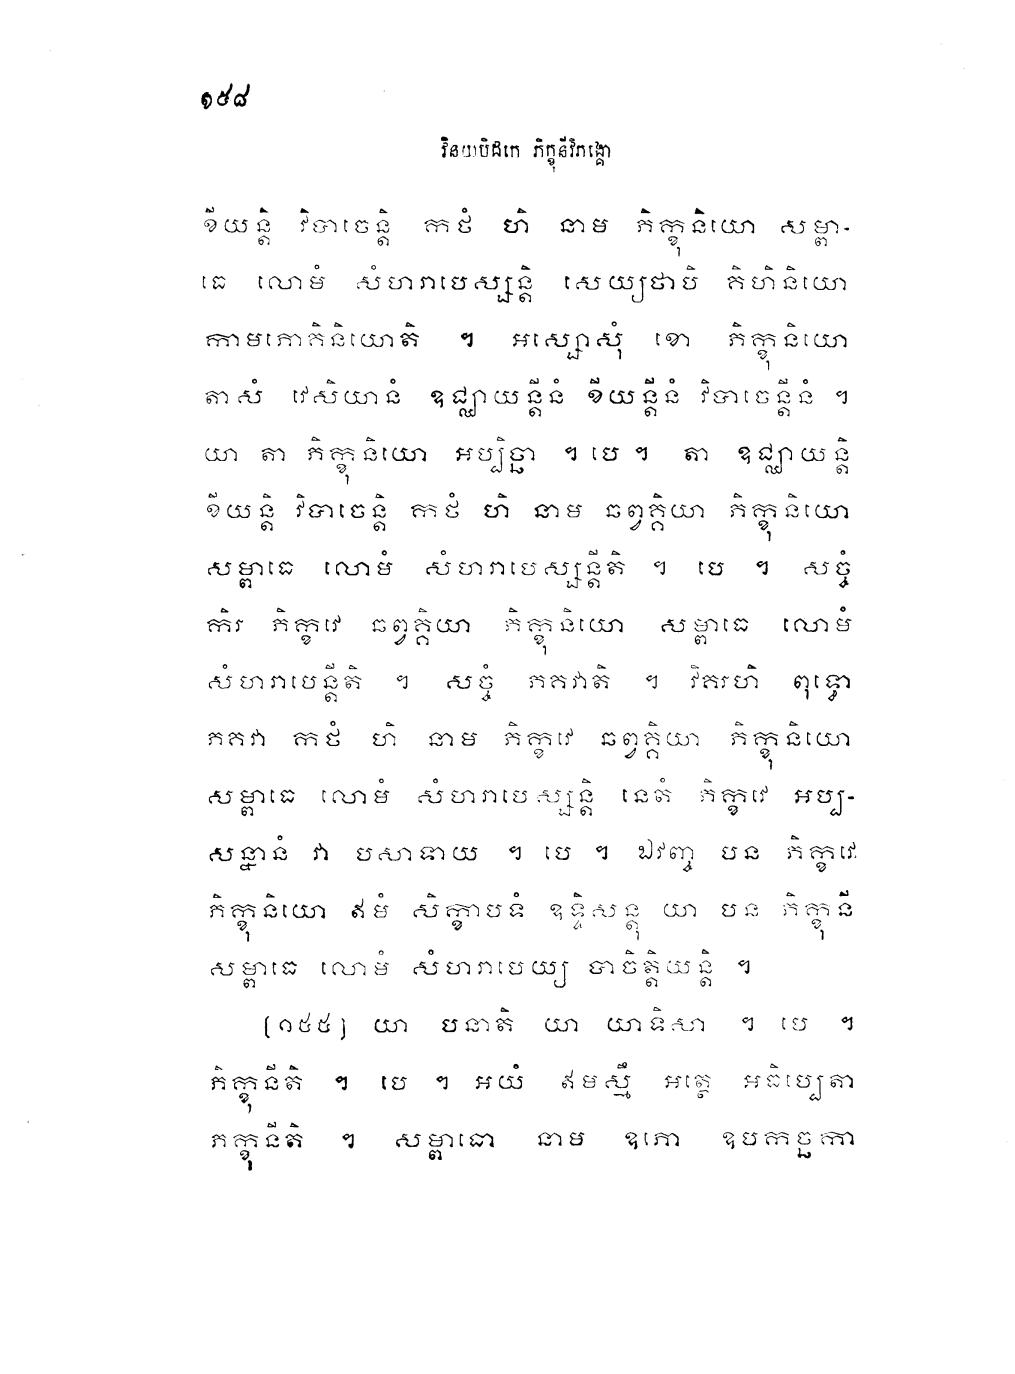 ១៥៨
វិនយបិដកេ ភិក្ខុនីវិភង្គោ
ខីយន្តិ វិបាចេន្តិ កថំ ហិ នាម ភិក្ខុនិយោ សម្ពា-
ធេ លោមំ សំហរាបេស្សន្តិ សេយ្យថាបិ គិហិនិយោ
កាមភោគិនិយោតិ ។ អស្សោសុំ ខោ ភិក្ខុនិយោ
តាសំ វេសិយានំ ឧជ្ឈាយន្តីនំ ខីយន្តីនំ វិបាចេន្តីនំ ។
យា តា ភិក្ខុនិយោ អប្បិច្ឆា ។ បេ ។ តា ឧជ្ឈាយន្តិ
ខីយន្តិ វិបាចេន្តិ កថំ ហិ នាម ឆព្វគ្គិយា ភិក្ខុនិយោ
សម្ពាធេ លោមំ សំហរាបេស្សន្តីតិ ។ បេ ។ សច្ចំ
កិរ ភិក្ខវេ ឆព្វគ្គិយា ភិក្ខុនិយោ សម្ពាធេ លោមំ
សំហរាបេន្តីតិ ។ សច្ចំ ភគវាតិ ។ វិគរហិ ពុទ្ធោ
ភគវា កថំ ហិ នាម ភិក្ខវេ ឆព្វគ្គិយា ភិក្ខុនិយោ
សម្ពាធេ លោមំ សំហរាបេស្សន្តិ នេតំ ភិក្ខវេ អប្ប-
សន្នានំ វា បសាទាយ ។ បេ ។ ឯវញ្ច បន ភិក្ខវេ
ភិក្ខុនិយោ ឥមំ សិក្ខាបទំ ឧទ្ទិសន្តុ យា បន ភិក្ខុនី
សម្ពាធេ លោមំ សំហរាបេយ្យ បាចិត្តិយន្តិ ។
[១៥៥] យា បនាតិ យា យាទិសា ។ បេ ។
ភិក្ខុនីតិ ។ បេ ។ អយំ ឥមស្មឹ អត្ថេ អធិប្បេតា
ភក្ខុនីតិ ។ សម្ពាធោ នាម ឧភោ ឧបកច្ឆកា